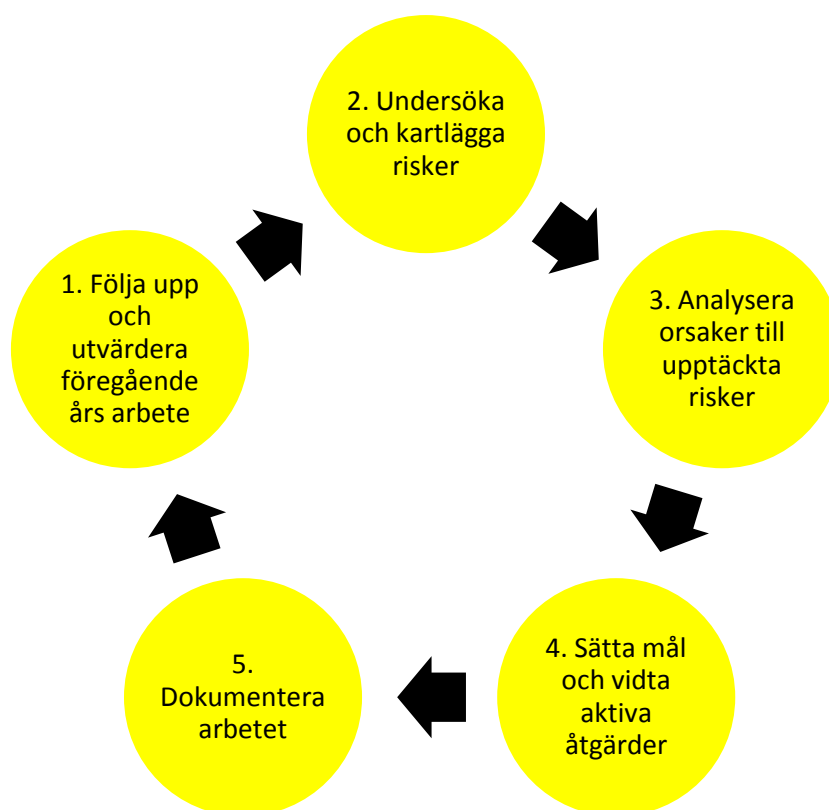 1. Följa upp
och
utvärdera
föregående
års arbete
2. Undersöka
och kartlägga
risker
3. Analysera
orsaker till
upptäckta
risker
4. Sätta mål
och vidta
aktiva
åtgärder
5.
Dokumentera
arbetet